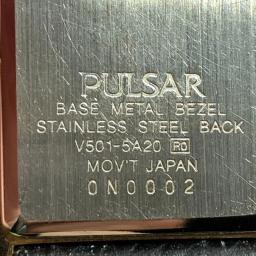 PULSAR
BASE METAL BEZEL
STAINLESS STEEL BACK
V501-5A20 R0
MOV'T JAPAN
0N0002